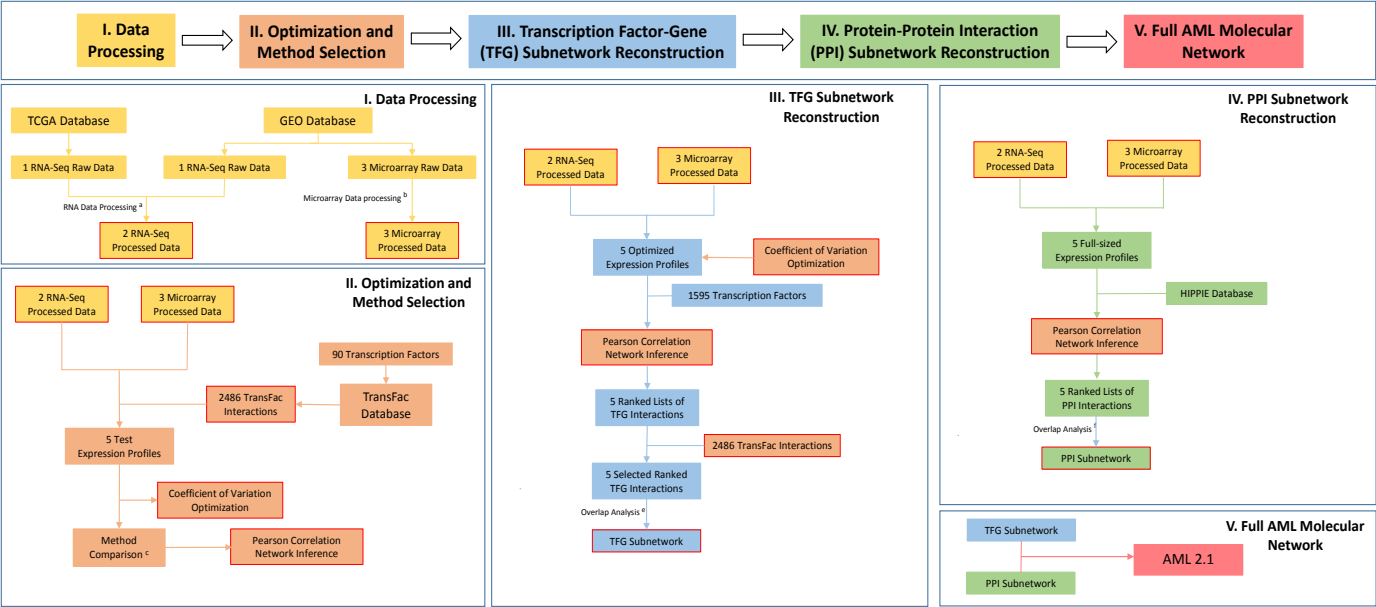 I. Data
Processing
II. Optimization and
Method Selection
III. Transcription Factor-Gene
(TFG) Subnetwork Reconstruction
IV. Protein-Protein Interaction
(PPI) Subnetwork Reconstruction
V. Full AML Molecular
Network
I. Data Processing
TCGA Database
GEO Database
1 RNA-Seq Raw Data
1 RNA-Seq Raw Data
3 Microarray Raw Data
RNA Data Processing a
Microarray Data processing b
2 RNA-Seq
Processed Data
3 Microarray
Processed Data
II. Optimization and
Method Selection
2 RNA-Seq
Processed Data
3 Microarray
Processed Data
90 Transcription Factors
2486 TransFac
Interactions
TransFac
Database
5 Test
Expression Profiles
Coefficient of Variation
Optimization
Method
Comparison c
Pearson Correlation
Network Inference
III. TFG Subnetwork
Reconstruction
2 RNA-Seq
Processed Data
3 Microarray
Processed Data
5 Optimized
Expression Profiles
Coefficient of Variation
Optimization
1595 Transcription Factors
Pearson Correlation
Network Inference
5 Ranked Lists of
TFG Interactions
2486 TransFac Interactions
5 Selected Ranked
TFG Interactions
Overlap Analysis e
TFG Subnetwork
IV. PPI Subnetwork
Reconstruction
2 RNA-Seq
Processed Data
3 Microarray
Processed Data
5 Full-sized
Expression Profiles
HIPPIE Database
Pearson Correlation
Network Inference
5 Ranked Lists of
PPI Interactions
Overlap Analysis f
PPI Subnetwork
V. Full AML Molecular
Network
TFG Subnetwork
AML 2.1
PPI Subnetwork